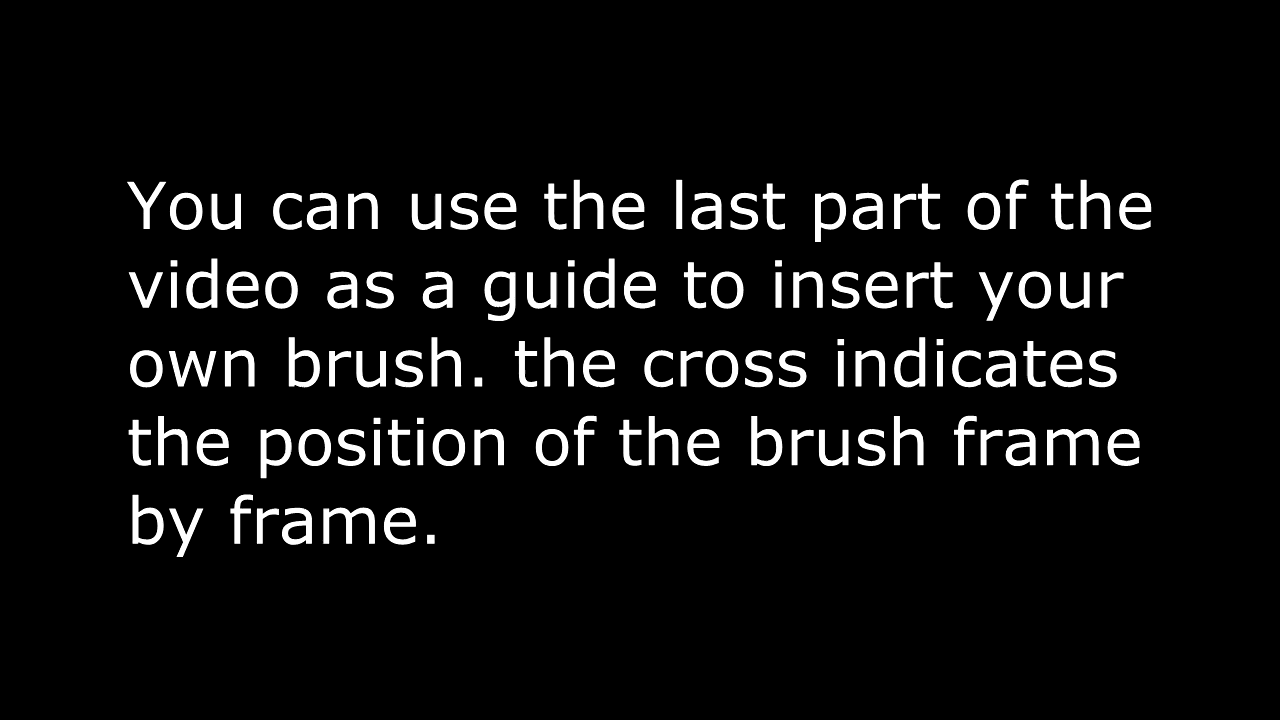 You can use the last part of the
video as a guide to insert your
own brush. the cross indicates
the position of the brush frame
by frame.